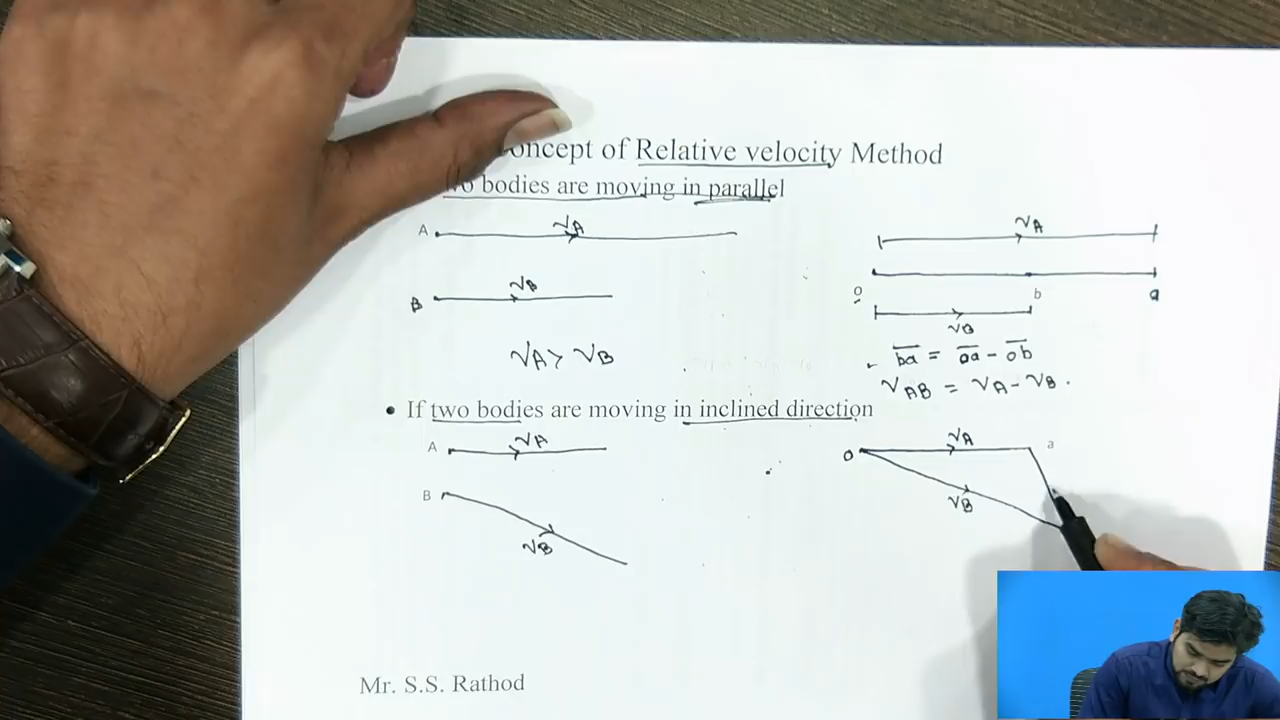 oncept of Relative velocity Method
wo bodies are moving in parallel
A VA
B VB
VA > VB
VA
o b a
VB
ba = oa - ob
VAB = VA - VB.
• If two bodies are moving in inclined direction
A VA
B
VB
o VA a
VB
Mr. S.S. Rathod